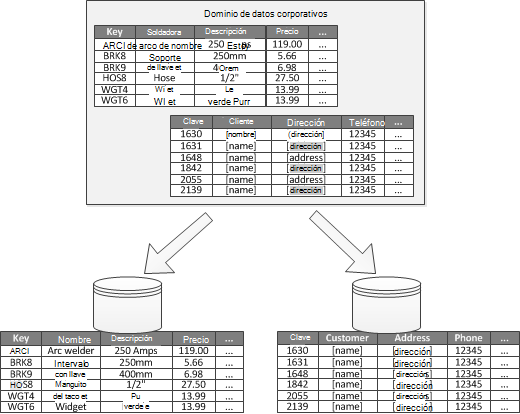 Dominio de datos corporativos
Key Soldadora Descripción Precio ...
ARCI de arco de nombre 250 Estoy 119.00 ...
BRK8 Soporte 250mm 5.66 ...
BRK9 de llave et 4 Orem 6.98 ...
HOS8 Hose 1/2" 27.50 ...
WGT4 Wi et Le 13.99 ...
WGT6 WI et verde Purr 13.99 ...
Clave Cliente Dirección Teléfono ...
1630 [nombre] (dirección] 12345 ...
1631 [name] [dirección] 12345 ...
1648 [name] address] 12345 ...
1842 [name] [dirección] 12345 ...
2055 [name] address] 12345 ...
2139 [name] [dirección] 12345 ...
Key Nombre Descripción Precio ...
ARCI Arc welder 250 Amps 119.00 ...
BRK8 Intervalo 250mm 5.66 ...
BRK9 con llave 400mm 6.98 ...
HOS8 Manguito 1/2" 27.50 ...
WGT4 del taco et Pu 13.99 ...
WGT6 Widget verde e 13.99 ...
Clave Customer Address Phone ...
1630 [name] [dirección] 12345 ...
1631 [name] [dirección] 12345 ...
1648 [name] [dirección] 12345 ...
1842 [name] [dirección] 12345 ...
2055 [name] [dirección] 12345 ...
2139 [name] [dirección] 12345 ...